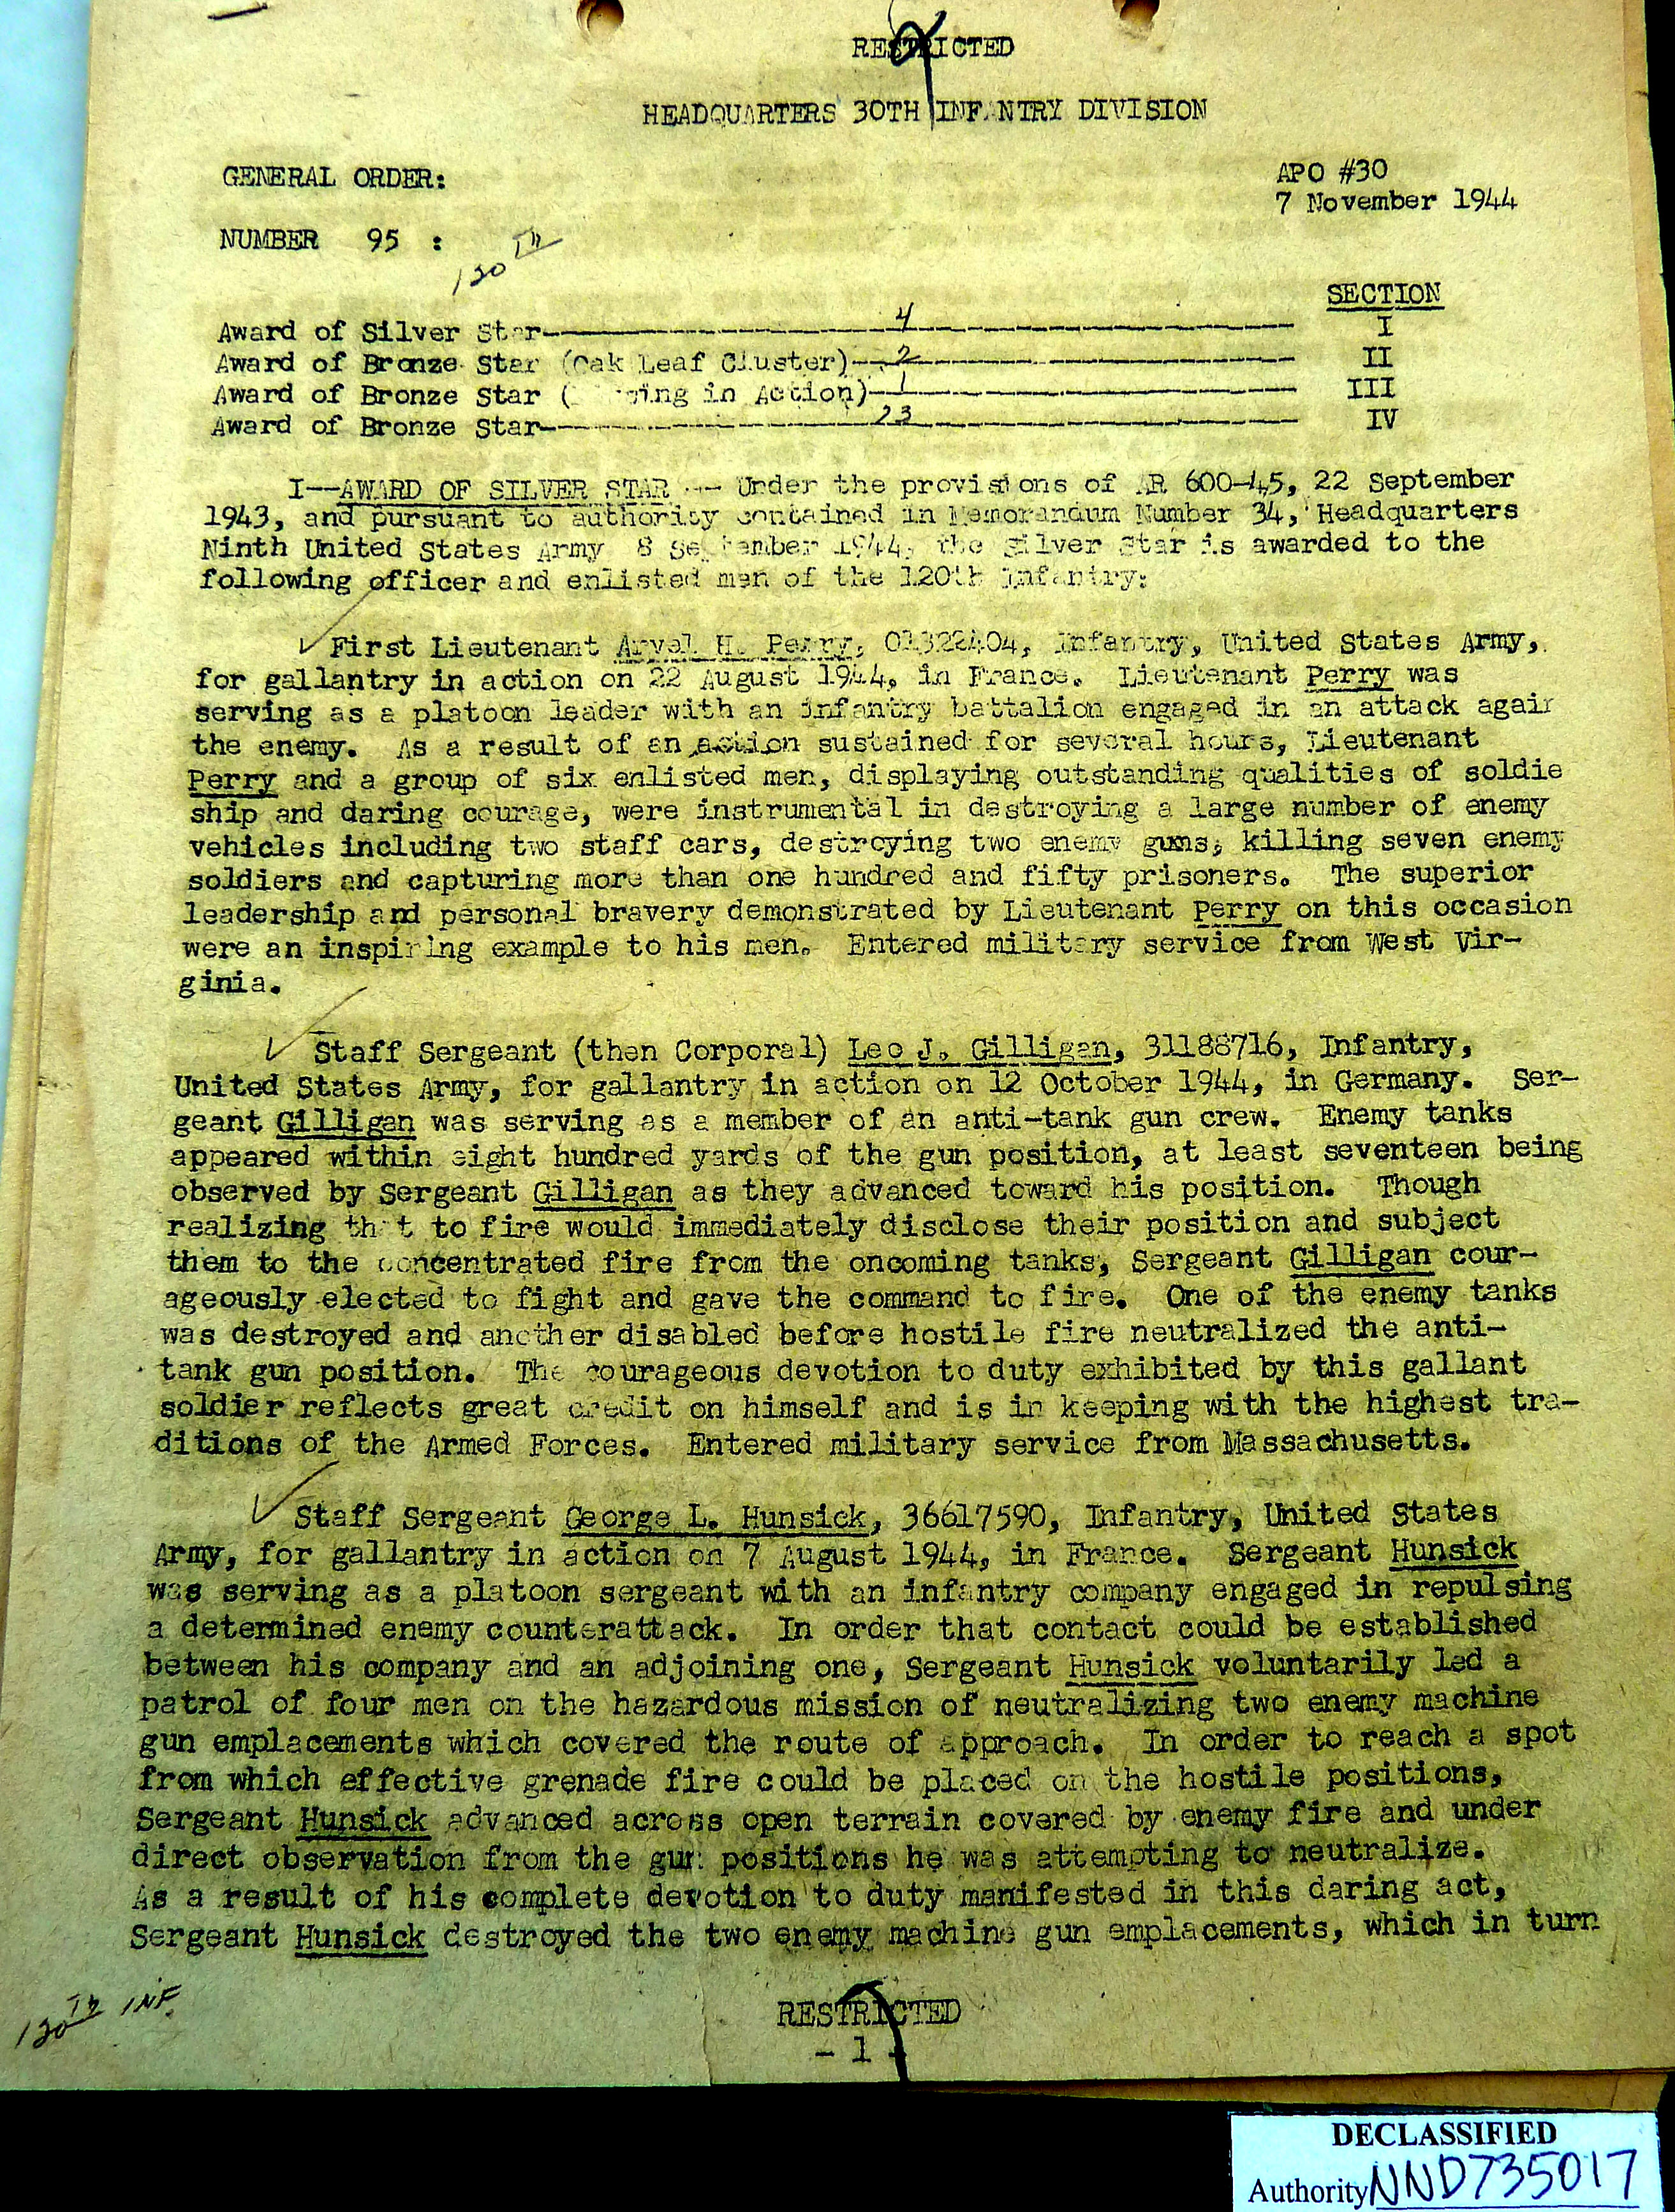 RESTRICTED
HEADQUARTERS 30TH INFANTRY DIVISION
GENERAL ORDER:
APO #30
7 November 1944
NUMBER 95 :
120TH
SECTION
Award of Silver Star 4 I
Award of Bronze Star (Oak Leaf Cluster) 2 II
Award of Bronze Star ( in Action) 1 III
Award of Bronze Star 23 IV
I--AWARD OF SILVER STAR -- Under the provisions of AR 600-45, 22 September
1943, and pursuant to authority contained in Memorandum Number 34, Headquarters
Ninth United States Army 8 September 1944, the Silver Star is awarded to the
following officer and enlisted men of the 120th Infantry:
First Lieutenant Arvel H. Perry, O1322404, Infantry, United States Army,
for gallantry in action on 22 August 1944, in France. Lieutenant Perry was
serving as a platoon leader with an infantry battalion engaged in an attack again
the enemy. As a result of an action sustained for several hours, Lieutenant
Perry and a group of six enlisted men, displaying outstanding qualities of soldie
ship and daring courage, were instrumental in destroying a large number of enemy
vehicles including two staff cars, destroying two enemy guns, killing seven enemy
soldiers and capturing more than one hundred and fifty prisoners. The superior
leadership and personal bravery demonstrated by Lieutenant Perry on this occasion
were an inspiring example to his men. Entered military service from West Vir-
ginia.
Staff Sergeant (then Corporal) Leo J. Gilligan, 31188716, Infantry,
United States Army, for gallantry in action on 12 October 1944, in Germany. Ser-
geant Gilligan was serving as a member of an anti-tank gun crew. Enemy tanks
appeared within eight hundred yards of the gun position, at least seventeen being
observed by Sergeant Gilligan as they advanced toward his position. Though
realizing that to fire would immediately disclose their position and subject
them to the concentrated fire from the oncoming tanks, Sergeant Gilligan cour-
ageously elected to fight and gave the command to fire. One of the enemy tanks
was destroyed and another disabled before hostile fire neutralized the anti-
tank gun position. The courageous devotion to duty exhibited by this gallant
soldier reflects great credit on himself and is in keeping with the highest tra-
ditions of the Armed Forces. Entered military service from Massachusetts.
Staff Sergeant George L. Hunsick, 36617590, Infantry, United States
Army, for gallantry in action on 7 August 1944, in France. Sergeant Hunsick
was serving as a platoon sergeant with an infantry company engaged in repulsing
a determined enemy counterattack. In order that contact could be established
between his company and an adjoining one, Sergeant Hunsick voluntarily led a
patrol of four men on the hazardous mission of neutralizing two enemy machine
gun emplacements which covered the route of approach. In order to reach a spot
from which effective grenade fire could be placed on the hostile positions,
Sergeant Hunsick advanced across open terrain covered by enemy fire and under
direct observation from the gun positions he was attempting to neutralize.
As a result of his complete devotion to duty manifested in this daring act,
Sergeant Hunsick destroyed the two enemy machine gun emplacements, which in turn
120TH INF
RESTRICTED
- 1 -
DECLASSIFIED
Authority NND735017